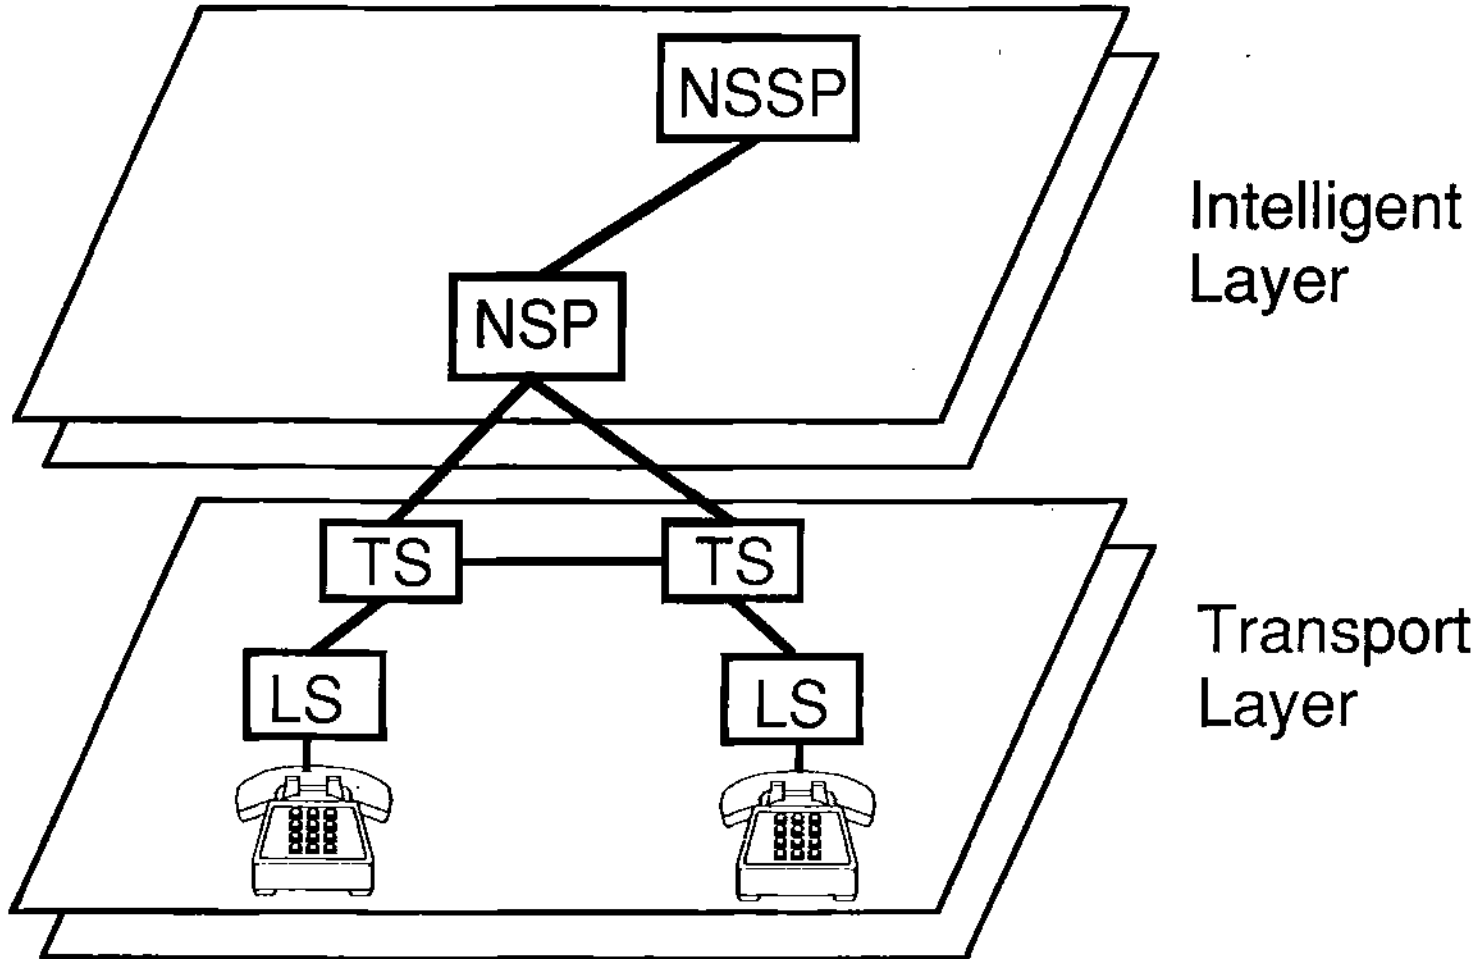 NSSP
Intelligent
Layer
NSP
TS
TS
Transport
Layer
LS
LS